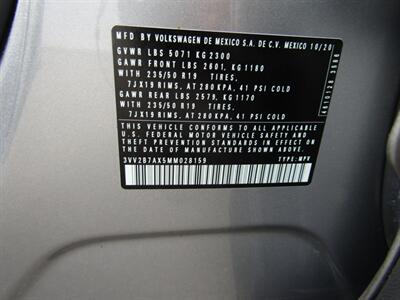 MFD BY VOLKSWAGEN DE MEXICO S.A. DE C.V. MEXICO 10/20
GVWR LBS 5071 KG 2300
GAWR FRONT LBS 2601, KG 1180
WITH 235/50 R19 TIRES,
7JX19 RIMS, AT 280 KPA, 41 PSI COLD
GAWR REAR LBS 2579, KG 1170
WITH 235/50 R19 TIRES,
7JX19 RIMS, AT 280 KPA, 41 PSI COLD
THIS VEHICLE CONFORMS TO ALL APPLICABLE
U.S. FEDERAL MOTOR VEHICLE SAFETY AND
THEFT PREVENTION STANDARDS IN EFFECT ON THE
DATE OF MANUFACTURE SHOWN ABOVE
3VV2B7AX5MM028159 TYPE: MPV